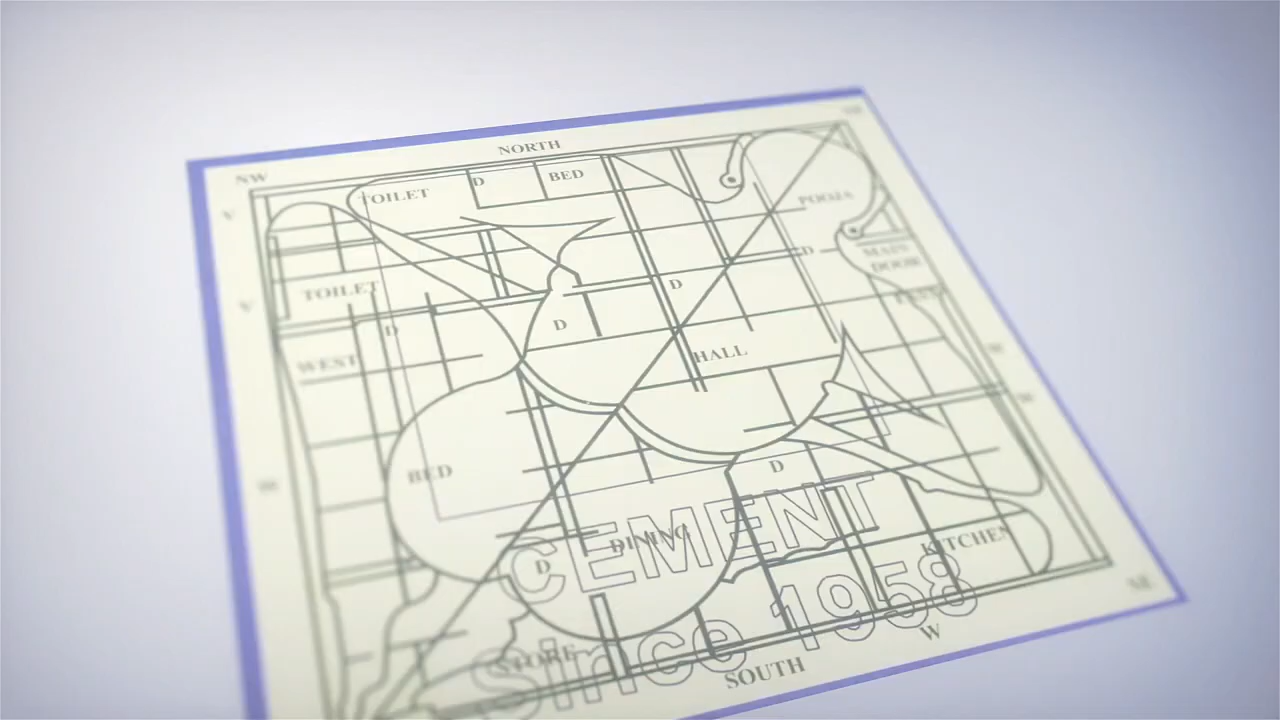 NORTH
NW
TOILET
D
BED
V
POOJA
D
MAIN
DOOR
TOILET
D
V
D
D
WEST
HALL
BED
D
CEMENT
DINING
KITCHEN
D
Since 1958
STORE
W
SOUTH